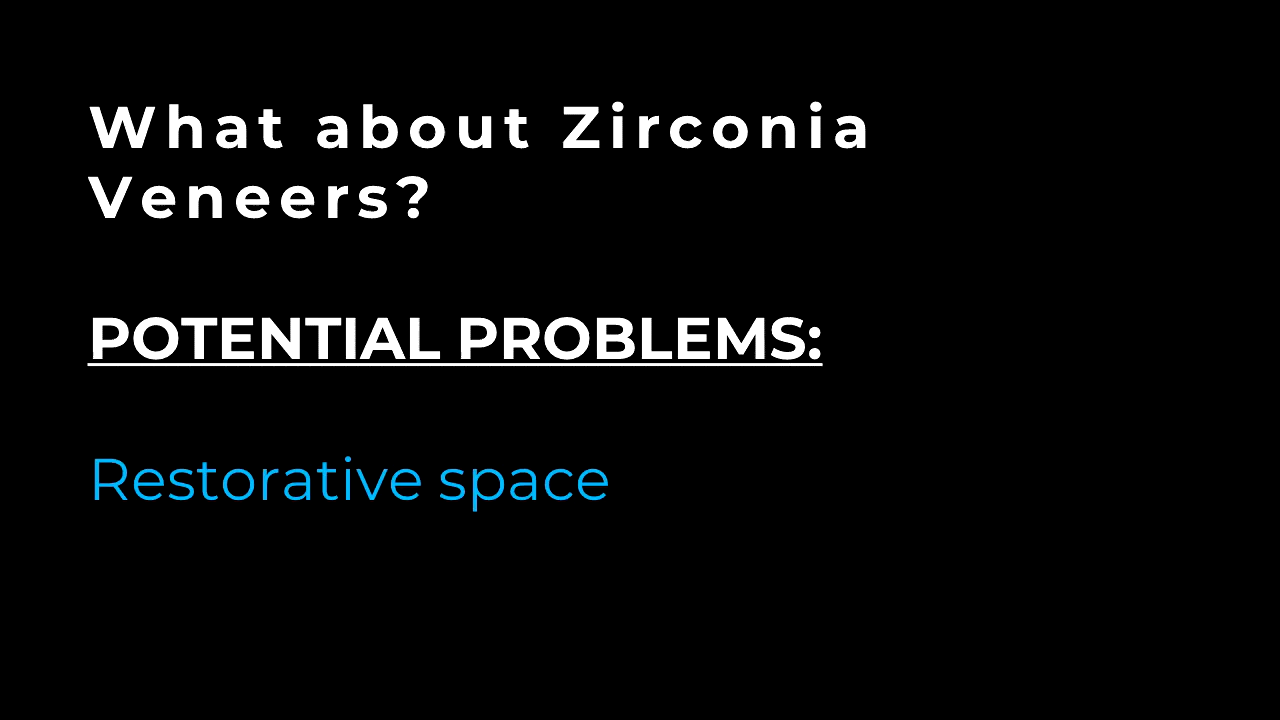 What about Zirconia
Veneers?
POTENTIAL PROBLEMS:
Restorative space